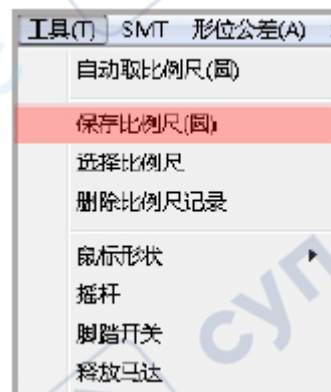 工具(T) SMT 形位公差(A)
自动取比例尺(圆)
保存比例尺(圆)
选择比例尺
删除比例尺记录
鼠标形状
摇杆
脚踏开关
释放马达